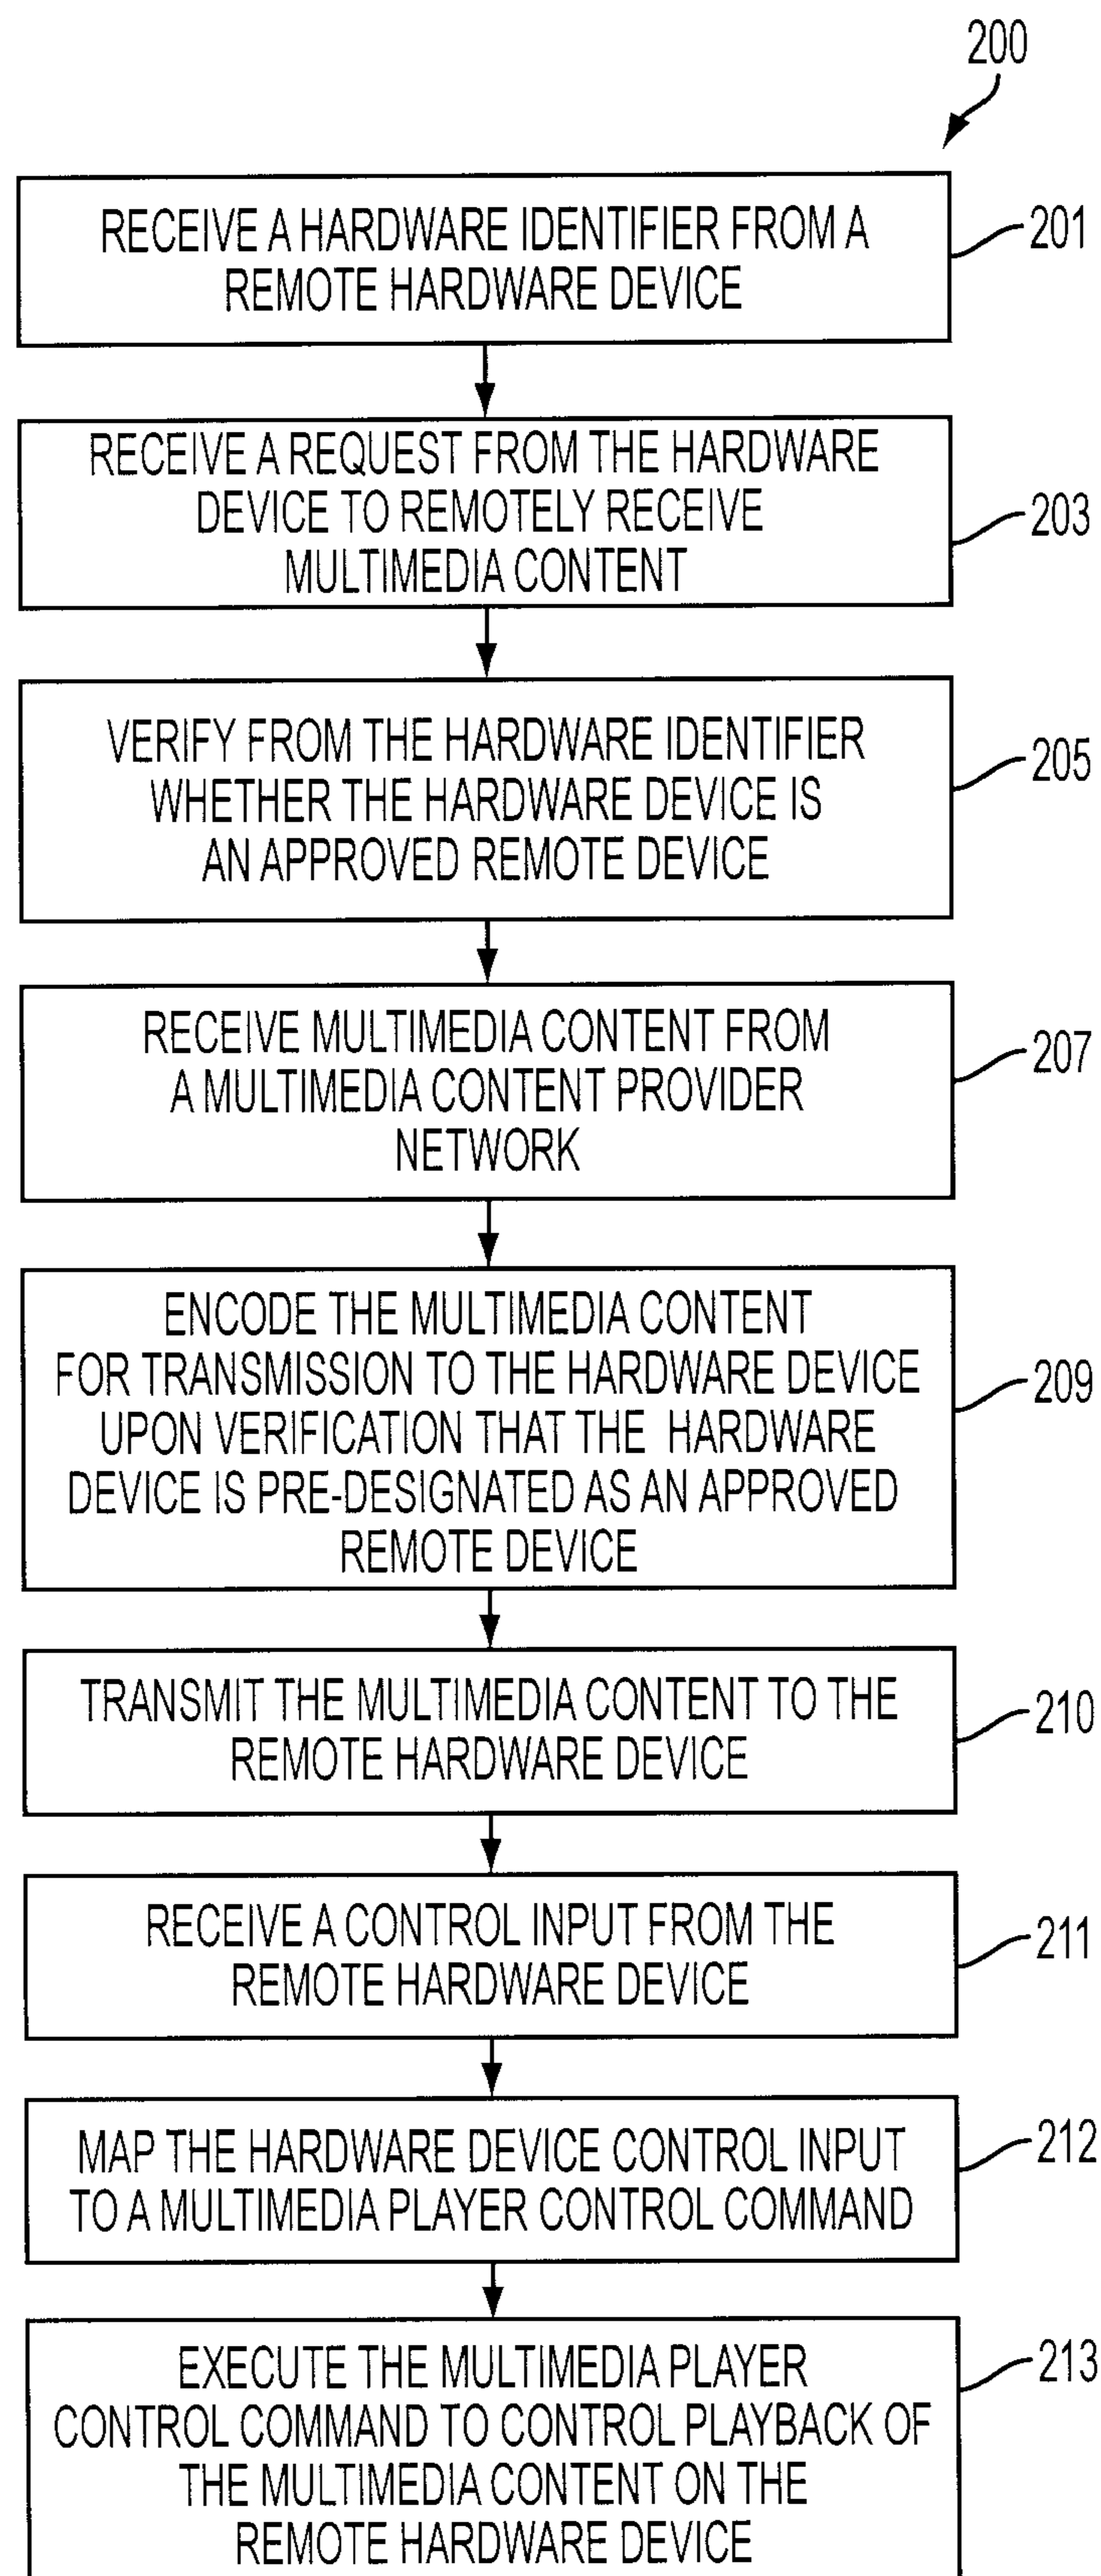 200
RECEIVE A HARDWARE IDENTIFIER FROM A
REMOTE HARDWARE DEVICE
201
RECEIVE A REQUEST FROM THE HARDWARE
DEVICE TO REMOTELY RECEIVE
MULTIMEDIA CONTENT
203
VERIFY FROM THE HARDWARE IDENTIFIER
WHETHER THE HARDWARE DEVICE IS
AN APPROVED REMOTE DEVICE
205
RECEIVE MULTIMEDIA CONTENT FROM
A MULTIMEDIA CONTENT PROVIDER
NETWORK
207
ENCODE THE MULTIMEDIA CONTENT
FOR TRANSMISSION TO THE HARDWARE DEVICE
UPON VERIFICATION THAT THE HARDWARE
DEVICE IS PRE-DESIGNATED AS AN APPROVED
REMOTE DEVICE
209
TRANSMIT THE MULTIMEDIA CONTENT TO THE
REMOTE HARDWARE DEVICE
210
RECEIVE A CONTROL INPUT FROM THE
REMOTE HARDWARE DEVICE
211
MAP THE HARDWARE DEVICE CONTROL INPUT
TO A MULTIMEDIA PLAYER CONTROL COMMAND
212
EXECUTE THE MULTIMEDIA PLAYER
CONTROL COMMAND TO CONTROL PLAYBACK OF
THE MULTIMEDIA CONTENT ON THE
REMOTE HARDWARE DEVICE
213